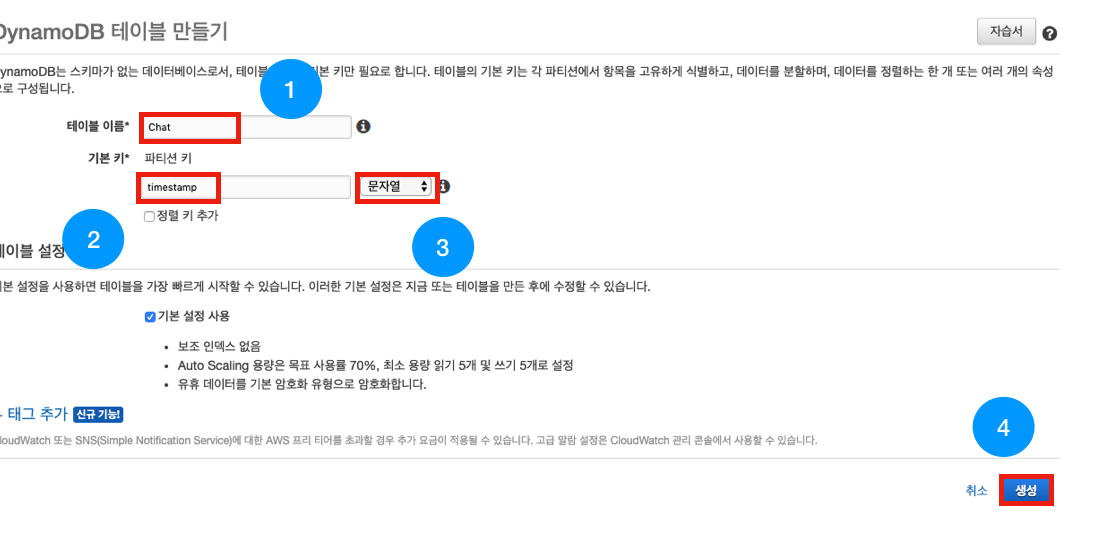 DynamoDB 테이블 만들기
자습서
ynamoDB는 스키마가 없는 데이터베이스로서, 테이블 기본 키만 필요로 합니다. 테이블의 기본 키는 각 파티션에서 항목을 고유하게 식별하고, 데이터를 분할하며, 데이터를 정렬하는 한 개 또는 여러 개의 속성
으로 구성됩니다.
1
테이블 이름* Chat
기본 키* 파티션 키
timestamp 문자열
정렬 키 추가
2
3
테이블 설정
기본 설정을 사용하면 테이블을 가장 빠르게 시작할 수 있습니다. 이러한 기본 설정은 지금 또는 테이블을 만든 후에 수정할 수 있습니다.
기본 설정 사용
• 보조 인덱스 없음
• Auto Scaling 용량은 목표 사용률 70%, 최소 용량 읽기 5개 및 쓰기 5개로 설정
• 유휴 데이터를 기본 암호화 유형으로 암호화합니다.
태그 추가 신규 기능!
loudWatch 또는 SNS(Simple Notification Service)에 대한 AWS 프리 티어를 초과할 경우 추가 요금이 적용될 수 있습니다. 고급 알람 설정은 CloudWatch 관리 콘솔에서 사용할 수 있습니다.
4
취소 생성